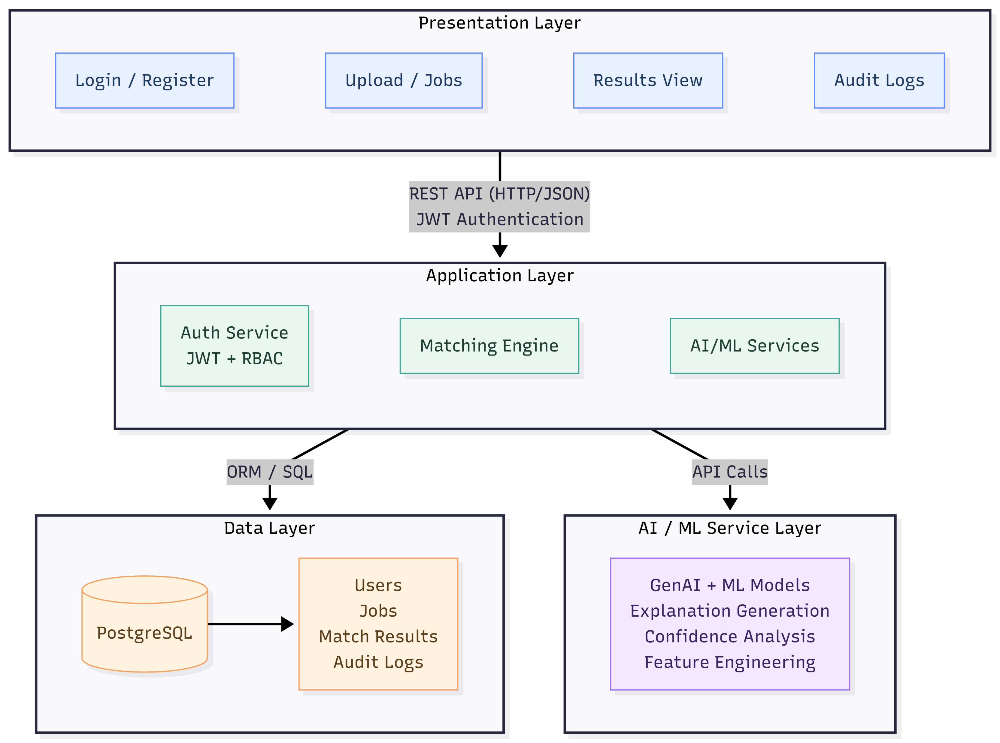 Presentation Layer
Login / Register
Upload / Jobs
Results View
Audit Logs
REST API (HTTP/JSON)
JWT Authentication
Application Layer
Auth Service
JWT + RBAC
Matching Engine
AI/ML Services
ORM / SQL
API Calls
Data Layer
PostgreSQL
Users
Jobs
Match Results
Audit Logs
AI / ML Service Layer
GenAI + ML Models
Explanation Generation
Confidence Analysis
Feature Engineering